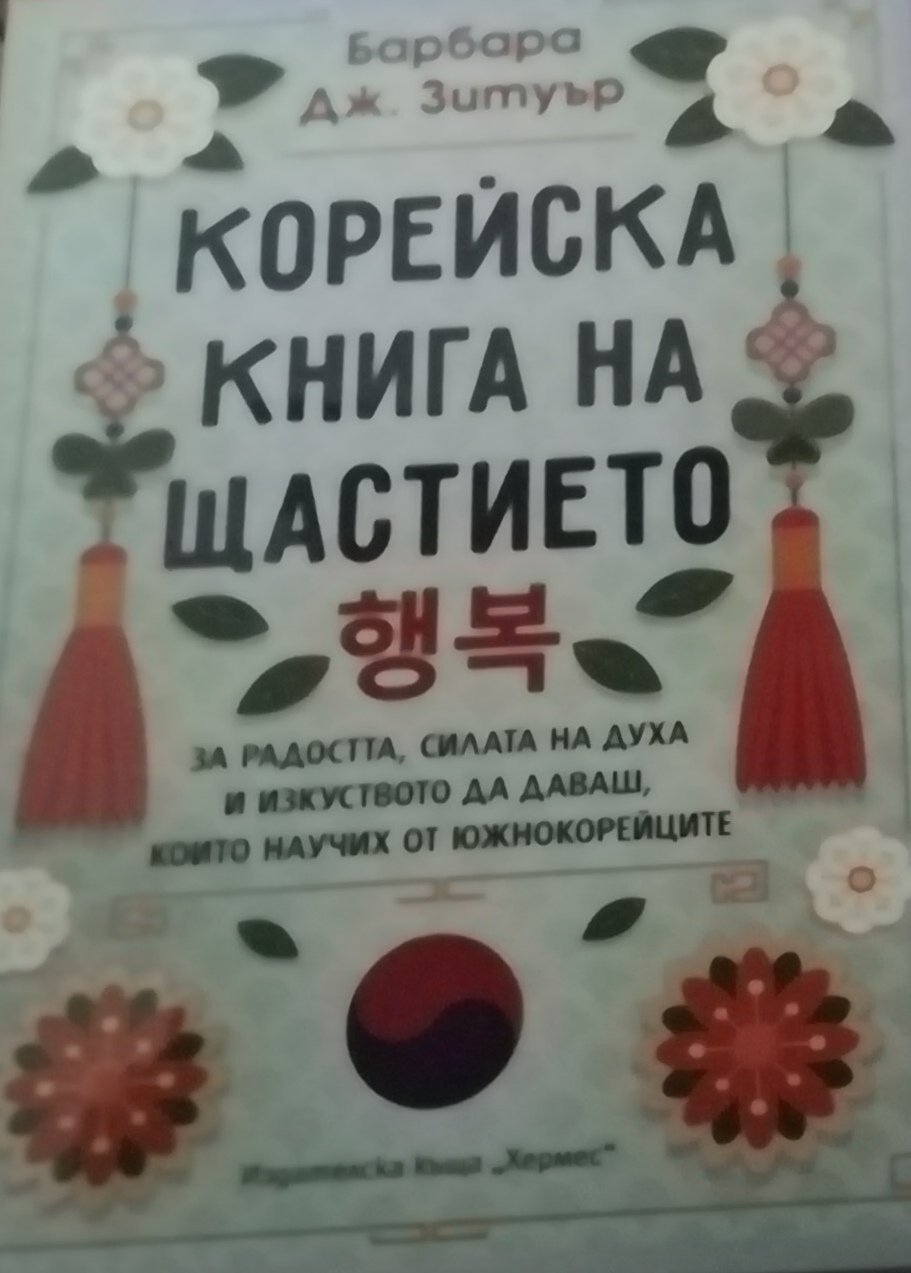 Барбара
Дж. Зитуър
КОРЕЙСКА
КНИГА НА
ЩАСТИЕТО
행복
ЗА РАДОСТТА, СИЛАТА НА ДУХА
И ИЗКУСТВОТО ДА ДАВАШ,
КОИТО НАУЧИХ ОТ ЮЖНОКОРЕЙЦИТЕ
Издателска къща „Хермес“